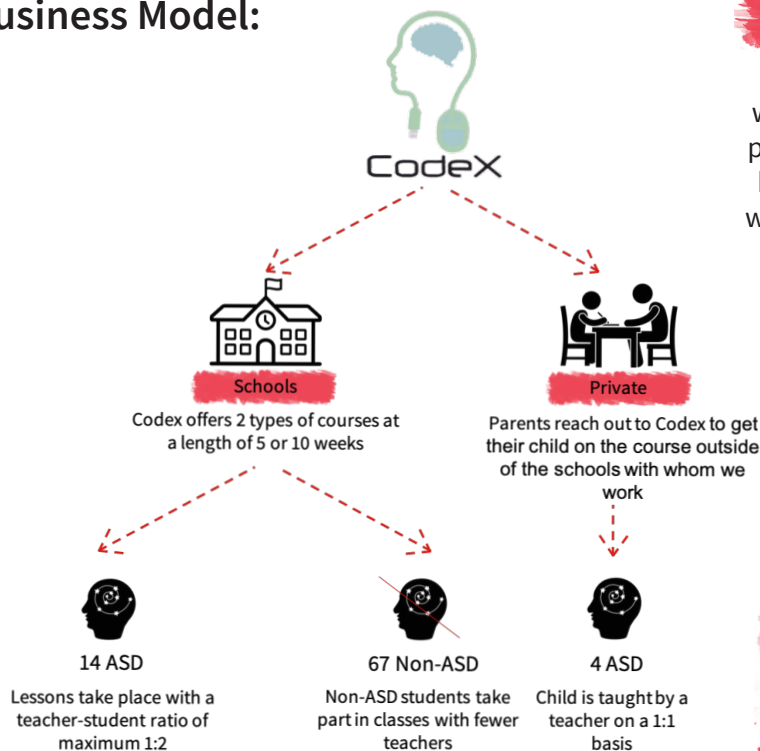 usiness Model:
CodeX
Schools
Codex offers 2 types of courses at
a length of 5 or 10 weeks
Private
Parents reach out to Codex to get
their child on the course outside
of the schools with whom we
work
14 ASD
Lessons take place with a
teacher-student ratio of
maximum 1:2
67 Non-ASD
Non-ASD students take
part in classes with fewer
teachers
4 ASD
Child is taught by a
teacher on a 1:1
basis